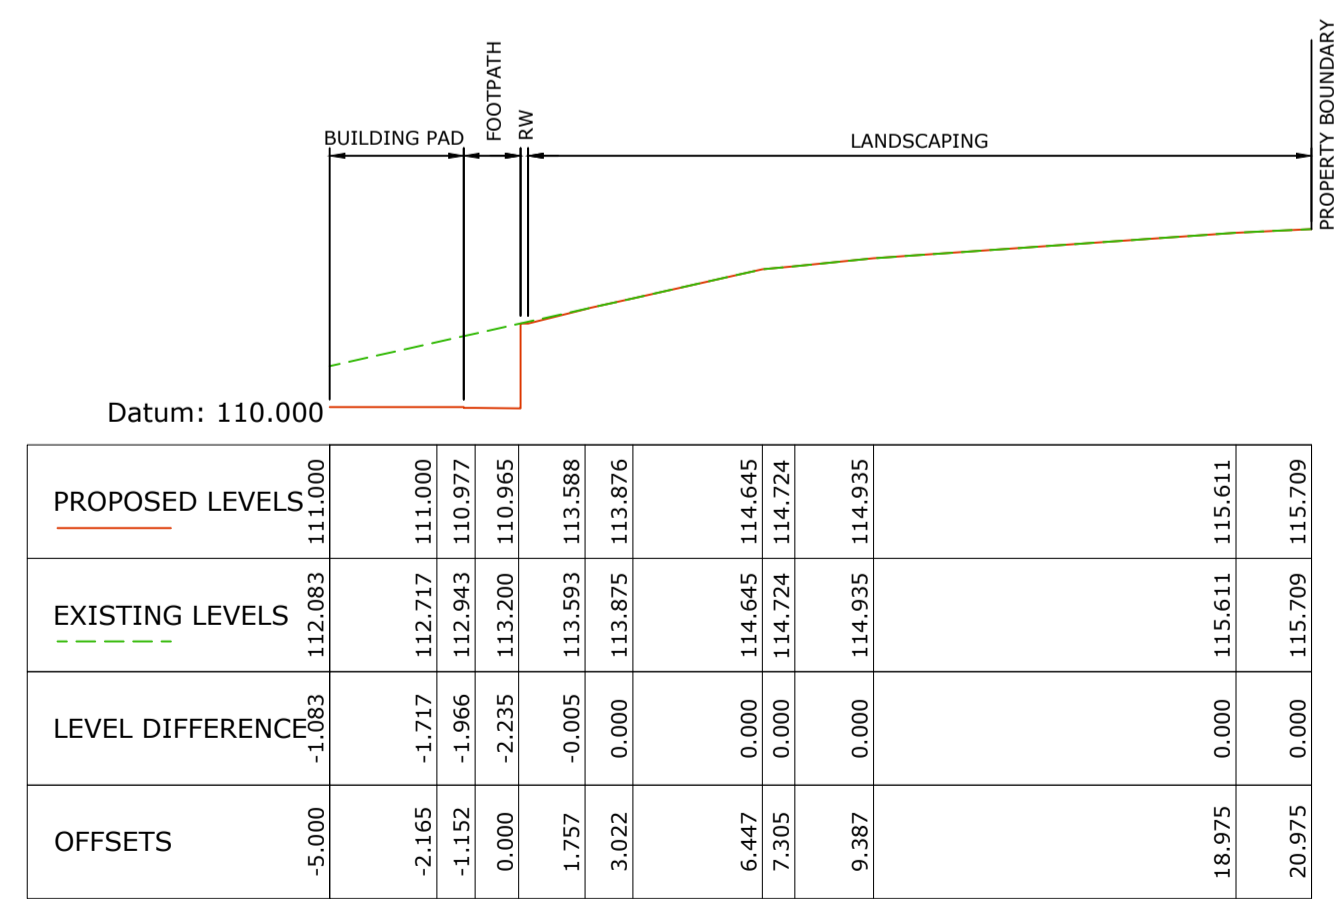 PROPERTY BOUNDARY
FOOTPATH
RW
BUILDING PAD
LANDSCAPING
Datum: 110.000
PROPOSED LEVELS 111.000 111.000 110.977 110.965 113.588 113.876 114.645 114.724 114.935 115.611 115.709
EXISTING LEVELS 112.083 112.717 112.943 113.200 113.593 113.875 114.645 114.724 114.935 115.611 115.709
LEVEL DIFFERENCE -1.083 -1.717 -1.966 -2.235 -0.005 0.000 0.000 0.000 0.000 0.000 0.000
OFFSETS -5.000 -2.165 -1.152 0.000 1.757 3.022 6.447 7.305 9.387 18.975 20.975